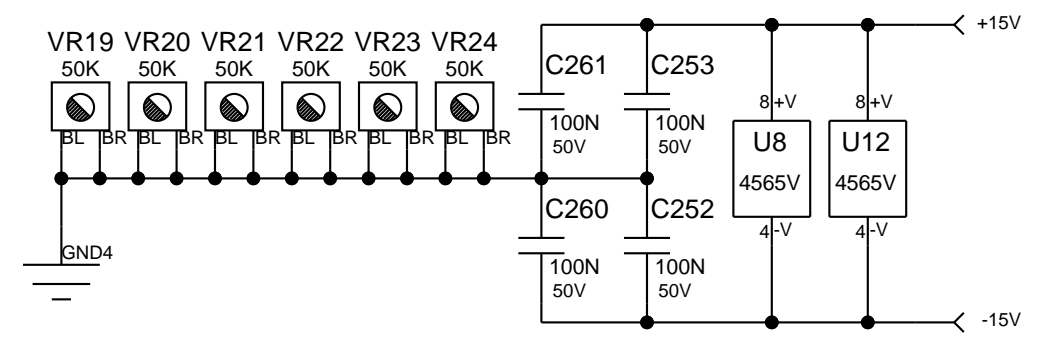 +15V
VR19 VR20 VR21 VR22 VR23 VR24
50K 50K 50K 50K 50K 50K
C261 C253
8 +V 8 +V
100N 100N
50V 50V
BL BR BL BR BL BR BL BR BL BR BL BR
U8 U12
4565V 4565V
C260 C252
4 -V 4 -V
GND4
100N 100N
50V 50V
-15V